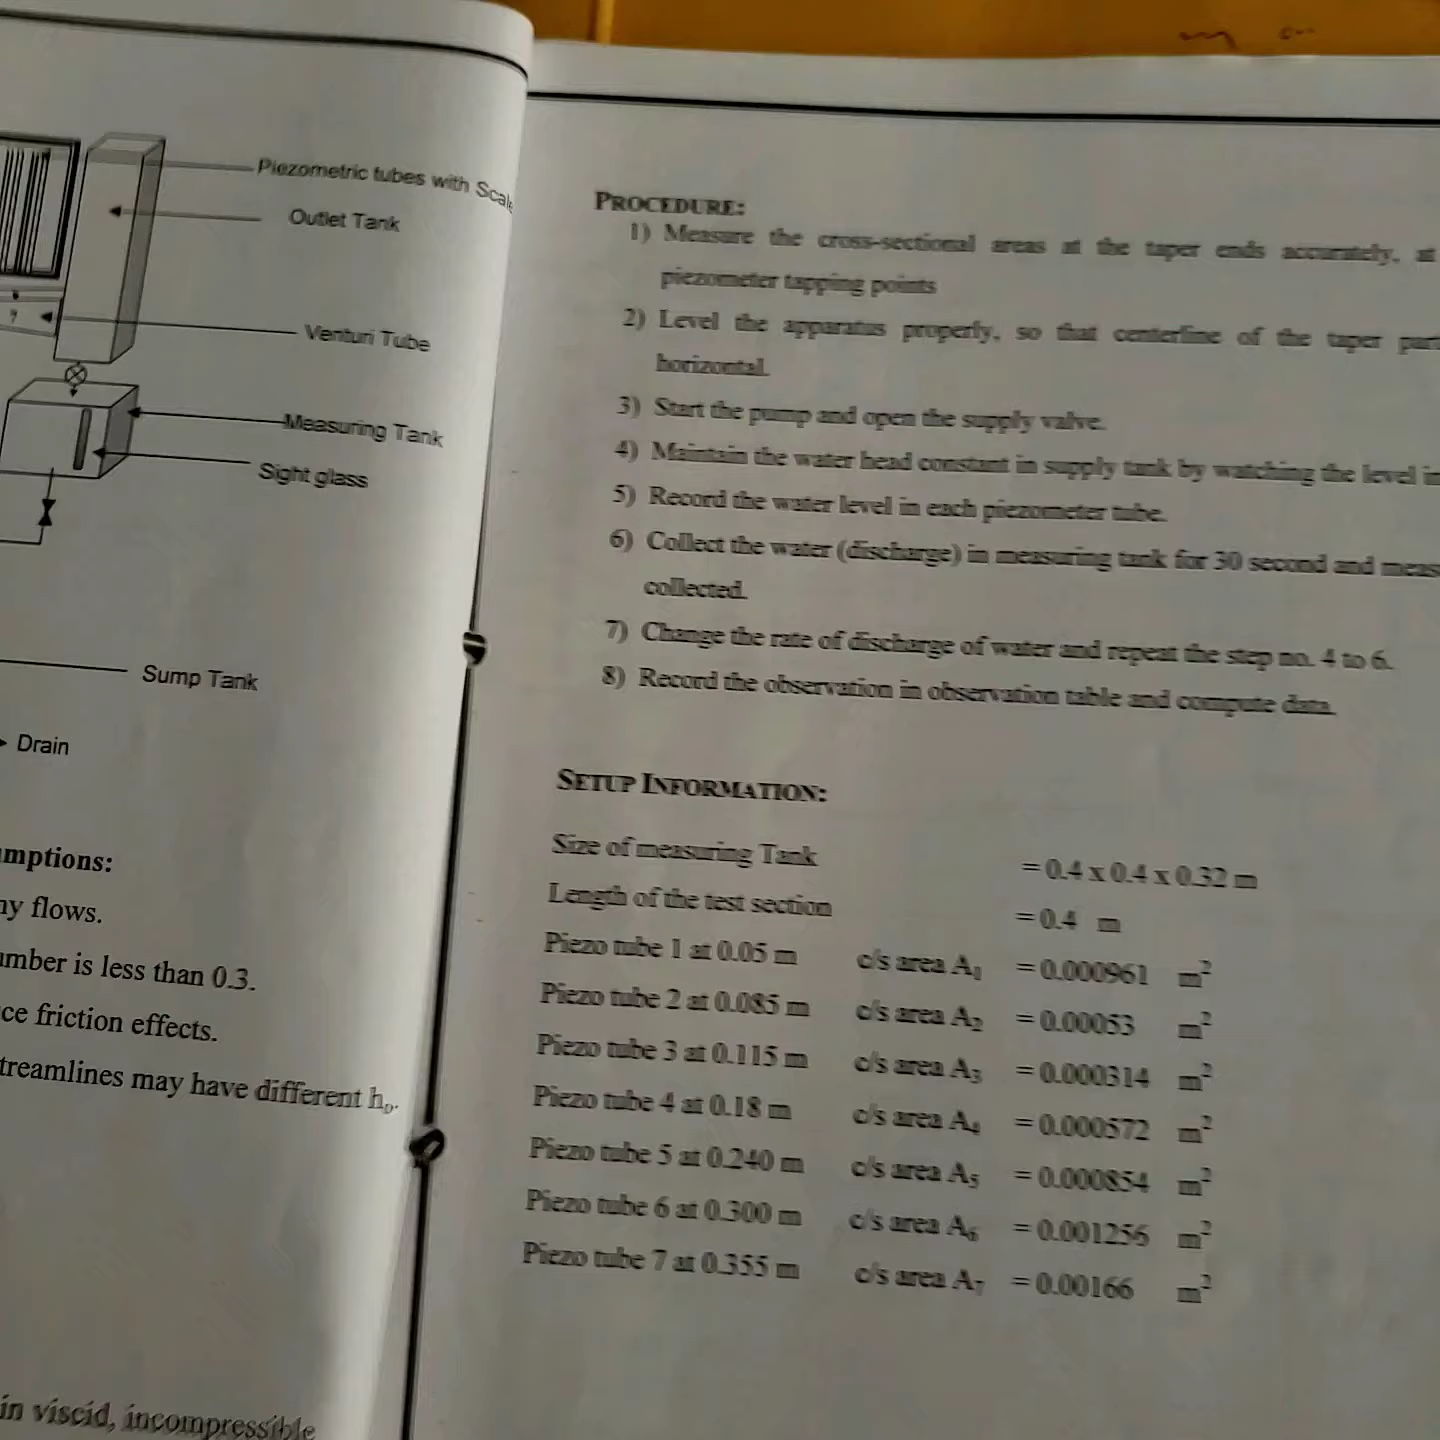 Piezometric tubes with Scale
Outlet Tank
Venturi Tube
Measuring Tank
Sight glass
Sump Tank
Drain
mptions:
ny flows.
umber is less than 0.3.
ce friction effects.
treamlines may have different hₒ.
in viscid, incompressible
PROCEDURE:
1) Measure the cross-sectional areas at the taper ends accurately, at
piezometer tapping points
2) Level the apparatus properly, so that centerline of the taper part
horizontal.
3) Start the pump and open the supply valve.
4) Maintain the water head constant in supply tank by watching the level in
5) Record the water level in each piezometer tube.
6) Collect the water (discharge) in measuring tank for 30 second and meas
collected.
7) Change the rate of discharge of water and repeat the step no. 4 to 6.
8) Record the observation in observation table and compute data.
SETUP INFORMATION:
Size of measuring Tank = 0.4 x 0.4 x 0.32 m
Length of the test section = 0.4 m
Piezo tube 1 at 0.05 m c/s area A₁ = 0.000961 m²
Piezo tube 2 at 0.085 m c/s area A₂ = 0.00053 m²
Piezo tube 3 at 0.115 m c/s area A₃ = 0.000314 m²
Piezo tube 4 at 0.18 m c/s area A₄ = 0.000572 m²
Piezo tube 5 at 0.240 m c/s area A₅ = 0.000854 m²
Piezo tube 6 at 0.300 m c/s area A₆ = 0.001256 m²
Piezo tube 7 at 0.355 m c/s area A₇ = 0.00166 m²